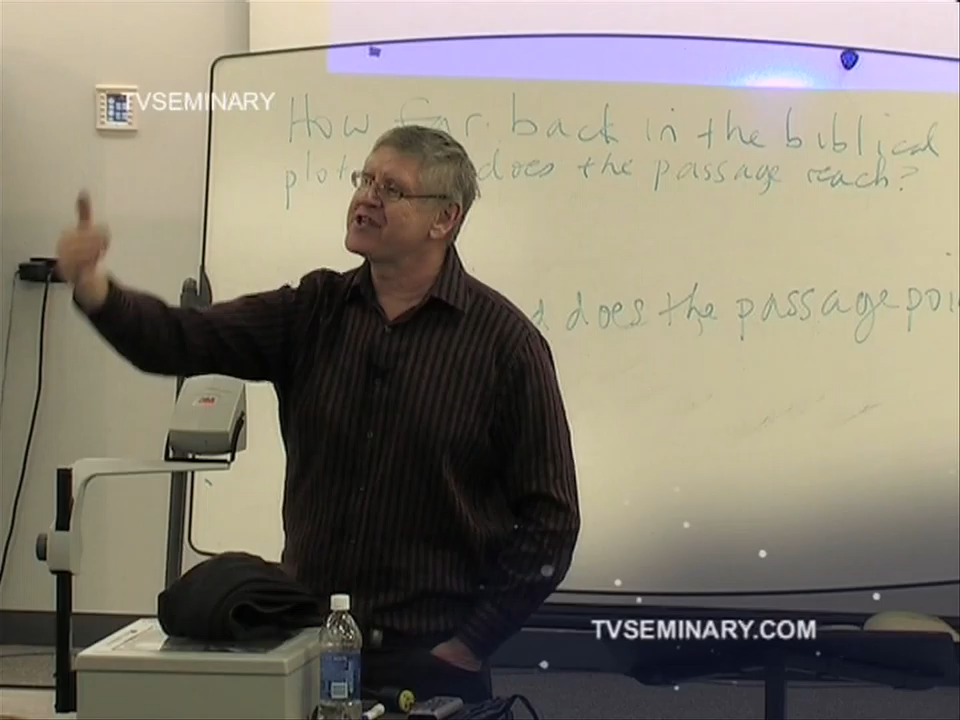 TVSEMINARY
How far back in the biblical
plot does the passage reach?
does the passage poi
TVSEMINARY.COM